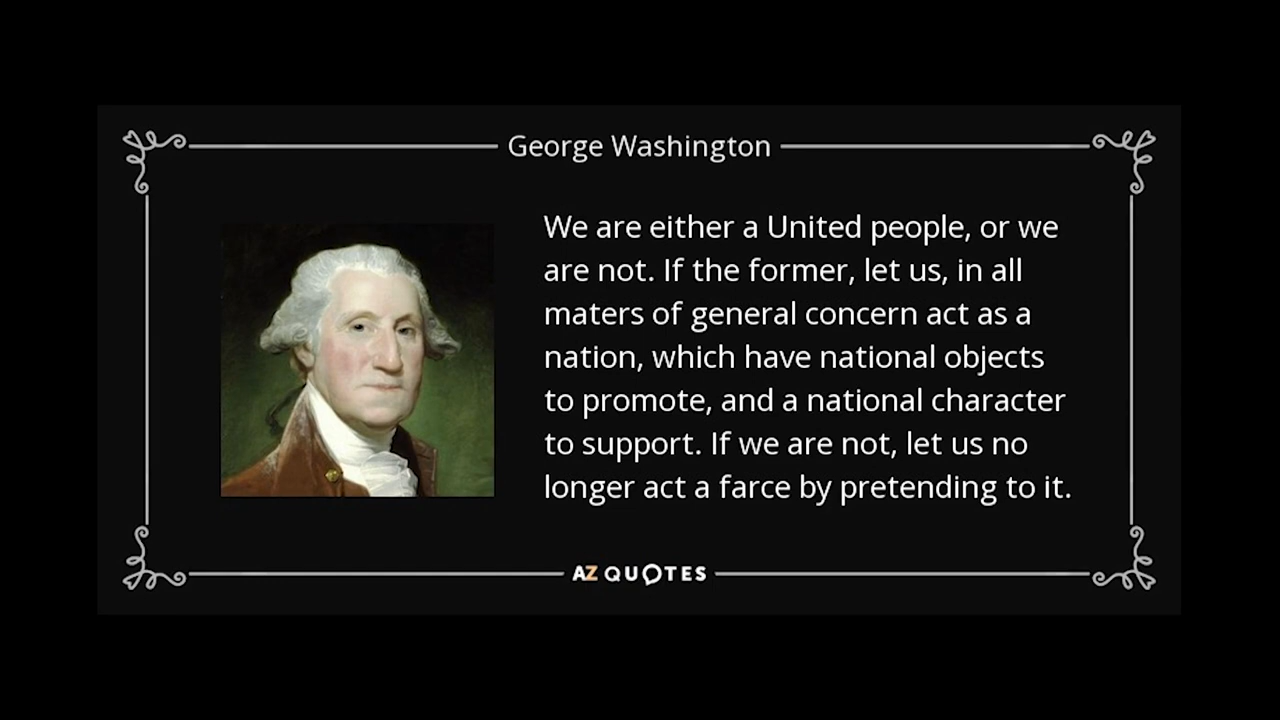 George Washington
We are either a United people, or we
are not. If the former, let us, in all
maters of general concern act as a
nation, which have national objects
to promote, and a national character
to support. If we are not, let us no
longer act a farce by pretending to it.
AZ QUOTES